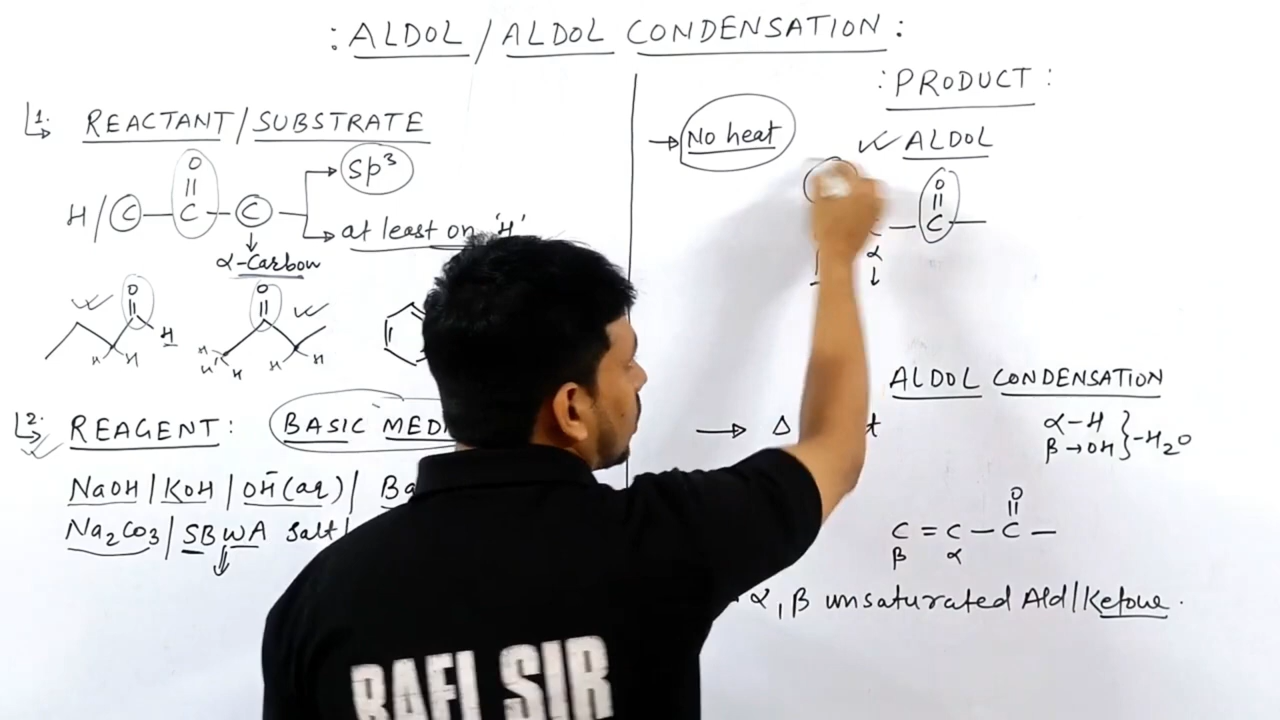 : ALDOL / ALDOL CONDENSATION :
1. REACTANT / SUBSTRATE
O
H / C — C — C
sp³
at least on 'H'
α-Carbon
O
H
H H
O
H H H
H H
2. REAGENT : BASIC MED
NaOH / KOH / OH̄ (aq) / Ba
Na₂Co₃ / SBWA salt /
: PRODUCT :
No heat
ALDOL
O
C — C —
α
ALDOL CONDENSATION
Δ
α-H
β → OH } -H₂O
O
C = C — C —
β α
α, β unsaturated Ald/Ketone.
RAFI SIR